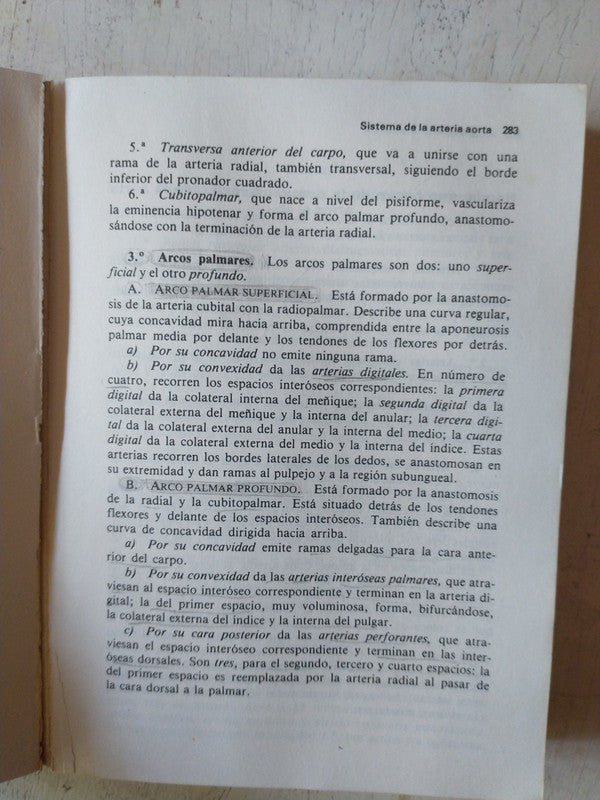 Sistema de la arteria aorta 283
5.ª Transversa anterior del carpo, que va a unirse con una
rama de la arteria radial, también transversal, siguiendo el borde
inferior del pronador cuadrado.
6.ª Cubitopalmar, que nace a nivel del pisiforme, vasculariza
la eminencia hipotenar y forma el arco palmar profundo, anastomo-
sándose con la terminación de la arteria radial.
3.º Arcos palmares. Los arcos palmares son dos: uno super-
ficial y el otro profundo.
A. ARCO PALMAR SUPERFICIAL. Está formado por la anastomo-
sis de la arteria cubital con la radiopalmar. Describe una curva regular,
cuya concavidad mira hacia arriba, comprendida entre la aponeurosis
palmar media por delante y los tendones de los flexores por detrás.
a) Por su concavidad no emite ninguna rama.
b) Por su convexidad da las arterias digitales. En número de
cuatro, recorren los espacios interóseos correspondientes: la primera
digital da la colateral interna del meñique; la segunda digital da la
colateral externa del meñique y la interna del anular; la tercera digi-
tal da la colateral externa del anular y la interna del medio; la cuarta
digital da la colateral externa del medio y la interna del índice. Estas
arterias recorren los bordes laterales de los dedos, se anastomosan en
su extremidad y dan ramas al pulpejo y a la región subungueal.
B. ARCO PALMAR PROFUNDO. Está formado por la anastomosis
de la radial y la cubitopalmar. Está situado detrás de los tendones
flexores y delante de los espacios interóseos. También describe una
curva de concavidad dirigida hacia arriba.
a) Por su concavidad emite ramas delgadas para la cara ante-
rior del carpo.
b) Por su convexidad da las arterias interóseas palmares, que atra-
viesan al espacio interóseo correspondiente y terminan en la arteria di-
gital; la del primer espacio, muy voluminosa, forma, bifurcándose,
la colateral externa del índice y la interna del pulgar.
c) Por su cara posterior da las arterias perforantes, que atra-
viesan el espacio interóseo correspondiente y terminan en las inter-
óseas dorsales. Son tres, para el segundo, tercero y cuarto espacios: la
del primer espacio es reemplazada por la arteria radial al pasar de
la cara dorsal a la palmar.